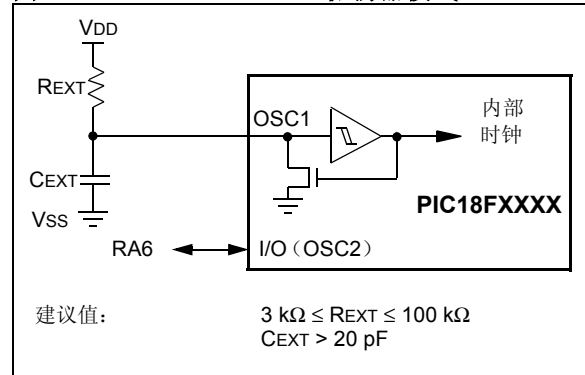 VDD
REXT
OSC1
内部
时钟
CEXT
PIC18FXXXX
VSS
RA6
I/O（OSC2）
建议值：
3 kΩ ≤ REXT ≤ 100 kΩ
CEXT > 20 pF